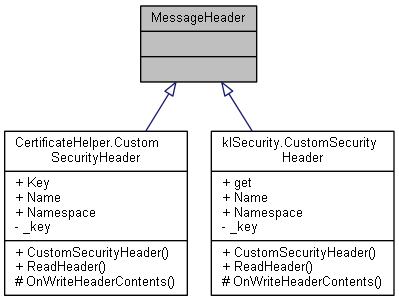 MessageHeader
CertificateHelper.Custom
SecurityHeader
+ Key
+ Name
+ Namespace
- _key
+ CustomSecurityHeader()
+ ReadHeader()
# OnWriteHeaderContents()
klSecurity.CustomSecurity
Header
+ get
+ Name
+ Namespace
- _key
+ CustomSecurityHeader()
+ ReadHeader()
# OnWriteHeaderContents()